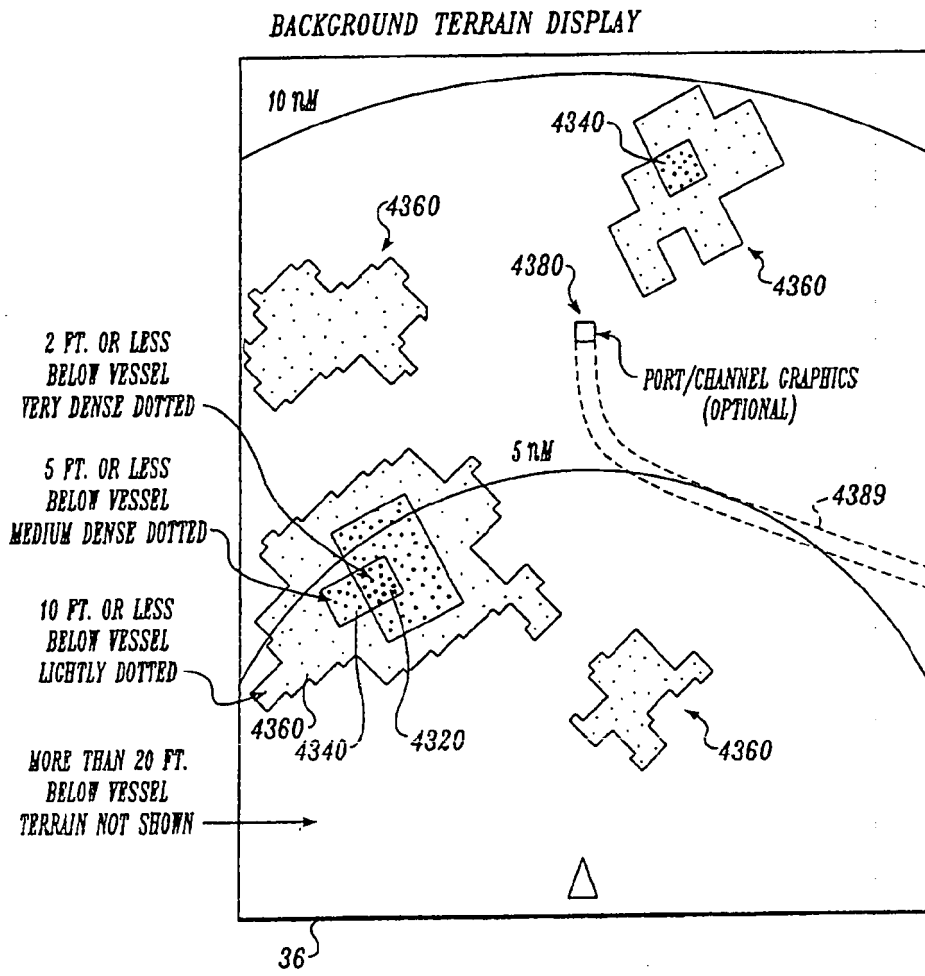 BACKGROUND TERRAIN DISPLAY
10 nM
4340
4360
4380
4360
2 FT. OR LESS
BELOW VESSEL
VERY DENSE DOTTED
PORT/CHANNEL GRAPHICS
(OPTIONAL)
5 nM
5 FT. OR LESS
BELOW VESSEL
MEDIUM DENSE DOTTED
4389
10 FT. OR LESS
BELOW VESSEL
LIGHTLY DOTTED
4360
4340
4320
4360
MORE THAN 20 FT.
BELOW VESSEL
TERRAIN NOT SHOWN
36